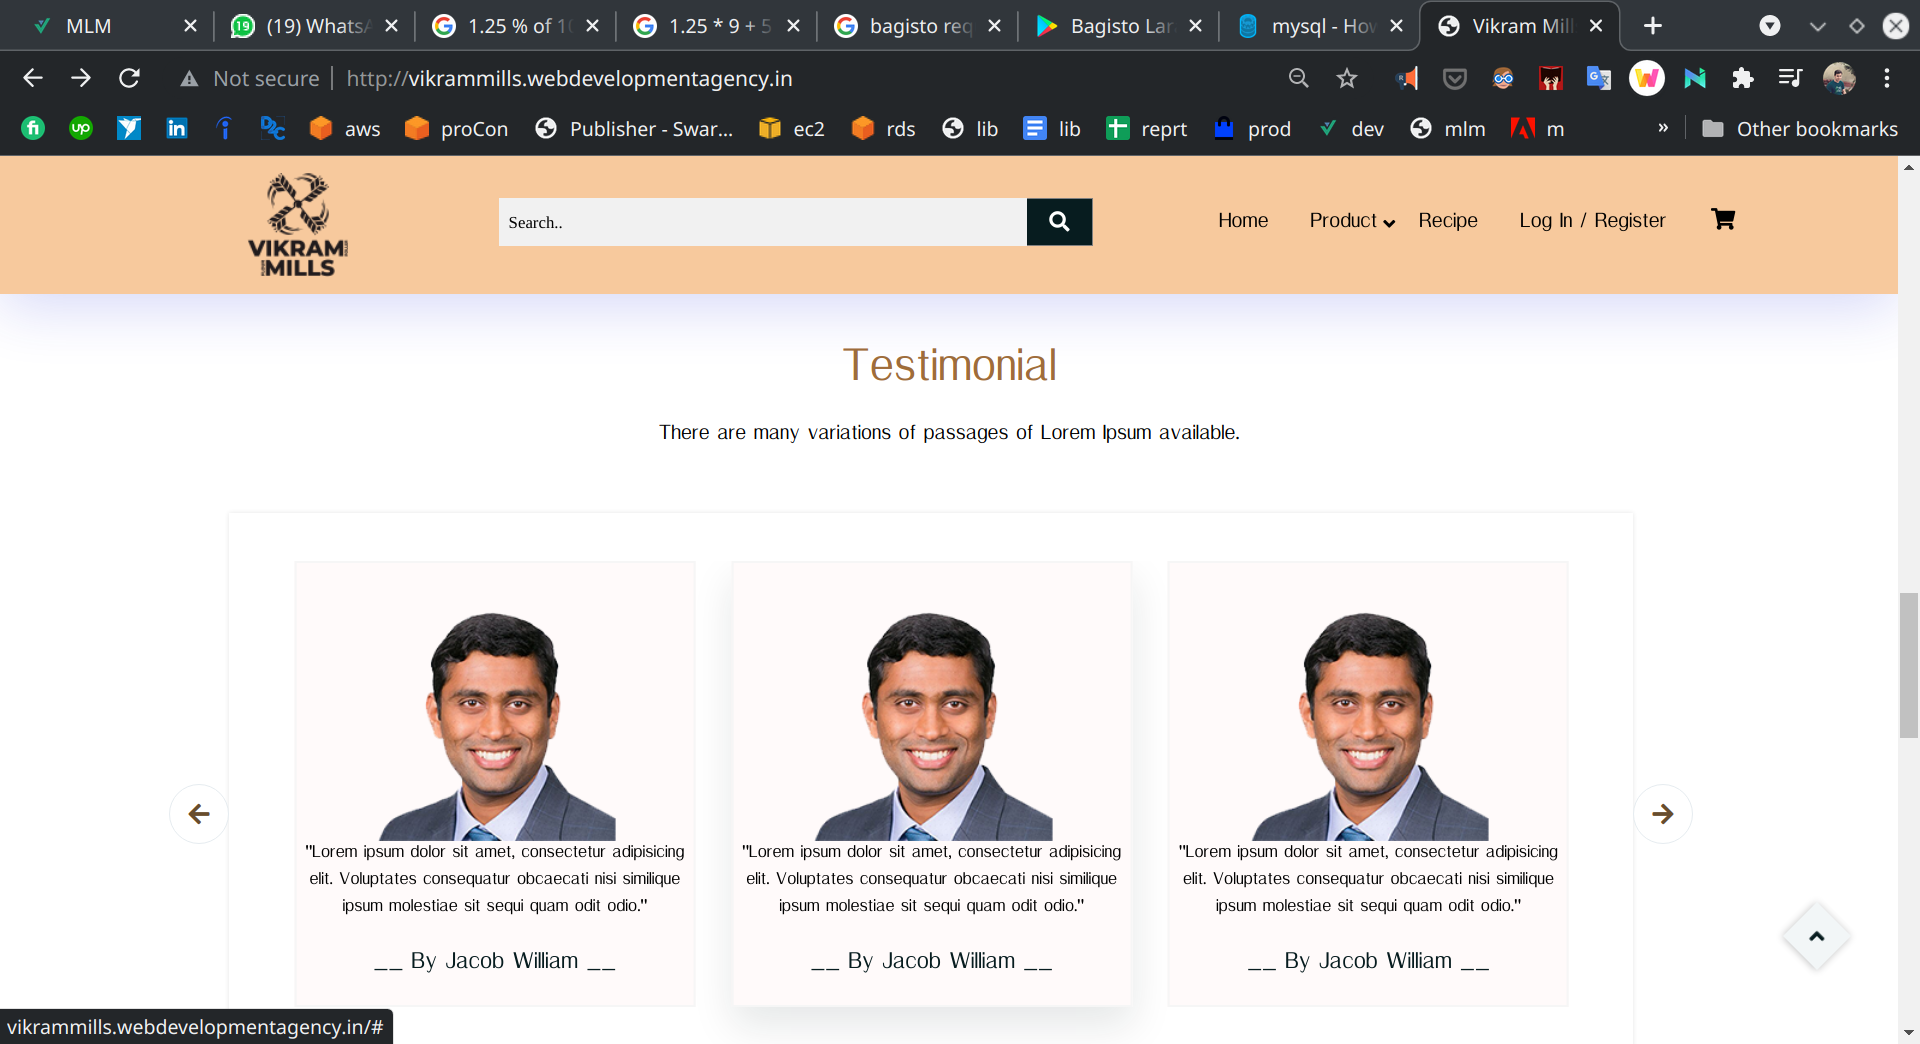 MLM
(19) WhatsA
1.25 % of 10
1.25 * 9 + 5
bagisto req
Bagisto Lar
mysql - How
Vikram Mill
Not secure
http://vikrammills.webdevelopmentagency.in
aws
proCon
Publisher - Swar...
ec2
rds
lib
lib
reprt
prod
dev
mlm
m
»
Other bookmarks
VIKRAM
MILLS
Search..
Home
Product
Recipe
Log In / Register
Testimonial
There are many variations of passages of Lorem Ipsum available.
"Lorem ipsum dolor sit amet, consectetur adipisicing
elit. Voluptates consequatur obcaecati nisi similique
ipsum molestiae sit sequi quam odit odio."
__ By Jacob William __
"Lorem ipsum dolor sit amet, consectetur adipisicing
elit. Voluptates consequatur obcaecati nisi similique
ipsum molestiae sit sequi quam odit odio."
__ By Jacob William __
"Lorem ipsum dolor sit amet, consectetur adipisicing
elit. Voluptates consequatur obcaecati nisi similique
ipsum molestiae sit sequi quam odit odio."
__ By Jacob William __
vikrammills.webdevelopmentagency.in/#